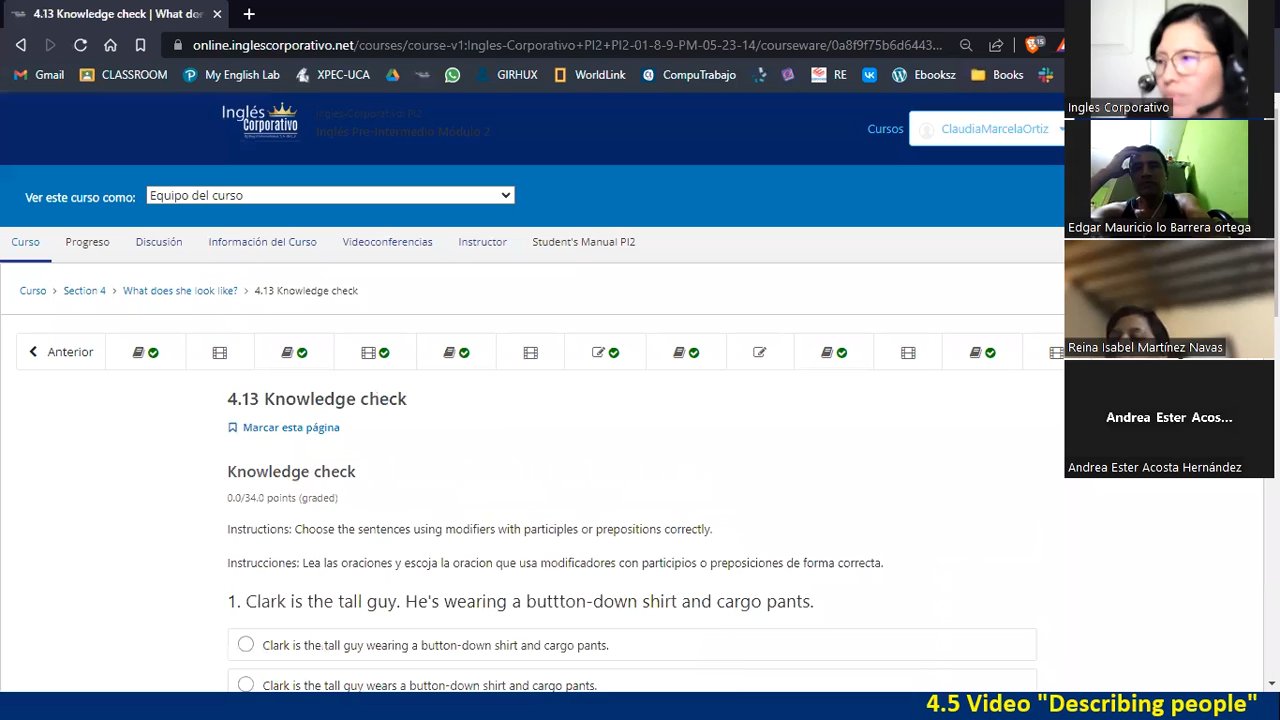 4.13 Knowledge check | What doe
online.inglescorporativo.net/courses/course-v1:Ingles-Corporativo+PI2+PI2-01-8-9-PM-05-23-14/courseware/0a8f9f75b6d6443...
Gmail CLASSROOM My English Lab XPEC-UCA GIRHUX WorldLink CompuTrabajo RE Ebooksz Books
Inglés Corporativo
Inglés Pre-Intermedio Módulo 2
Cursos
ClaudiaMarcelaOrtiz
Ver este curso como:
Equipo del curso
Curso Progreso Discusión Información del Curso Videoconferencias Instructor Student's Manual PI2
Curso > Section 4 > What does she look like? > 4.13 Knowledge check
Anterior
4.13 Knowledge check
Marcar esta página
Knowledge check
0.0/34.0 points (graded)
Instructions: Choose the sentences using modifiers with participles or prepositions correctly.
Instrucciones: Lea las oraciones y escoja la oracion que usa modificadores con participios o preposiciones de forma correcta.
1. Clark is the tall guy. He's wearing a buttton-down shirt and cargo pants.
Clark is the tall guy wearing a button-down shirt and cargo pants.
Clark is the tall guy wears a button-down shirt and cargo pants.
Ingles Corporativo
Edgar Mauricio lo Barrera ortega
Reina Isabel Martínez Navas
Andrea Ester Acos...
Andrea Ester Acosta Hernández
4.5 Video "Describing people"